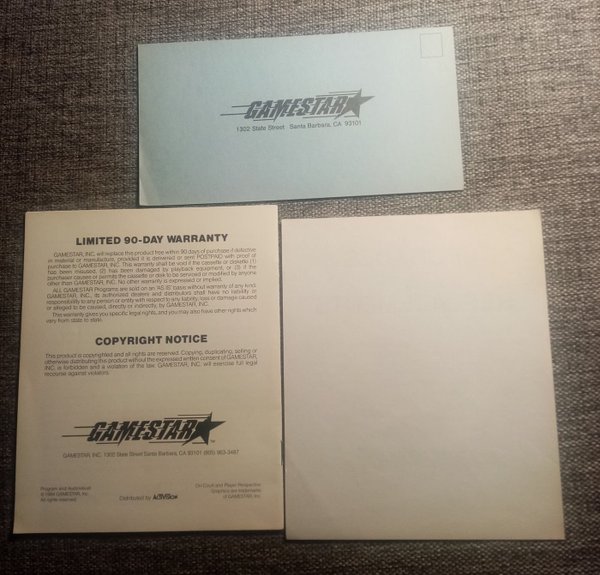 GAMESTAR
1302 State Street Santa Barbara, CA 93101
LIMITED 90-DAY WARRANTY
GAMESTAR, INC. will replace this product free within 90 days of purchase if defective
in material or manufacture, provided it is delivered or sent POSTPAID with proof of
purchase to GAMESTAR, INC. This warranty shall be void if the cassette or diskette (1)
has been misused, (2) has been damaged by playback equipment, or (3) if the
purchaser causes or permits the cassette or disk to be serviced or modified by anyone
other than GAMESTAR, INC. No other warranty is expressed or implied.
ALL GAMESTAR Programs are sold on an "AS IS" basis without warranty of any kind.
GAMESTAR, INC., its authorized dealers and distributors shall have no liability or
responsibility to any person or entity with respect to any liability, loss or damage caused
or alleged to be caused, directly or indirectly, by GAMESTAR, INC.
This warranty gives you specific legal rights, and you may also have other rights which
vary from state to state.
COPYRIGHT NOTICE
This product is copyrighted and all rights are reserved. Copying, duplicating, selling or
otherwise distributing this product without the expressed written consent of GAMESTAR,
INC. is forbidden and a violation of the law. GAMESTAR, INC. will exercise full legal
recourse against violators.
GAMESTAR™
GAMESTAR INC. 1302 State Street Santa Barbara, CA 93101 (805) 963-3487
Program and Audiovisual
© 1984 GAMESTAR, Inc.
All rights reserved.
Distributed by ACTIVISION
On-Court and Player Perspective
Graphics are trademarks
of GAMESTAR, Inc.